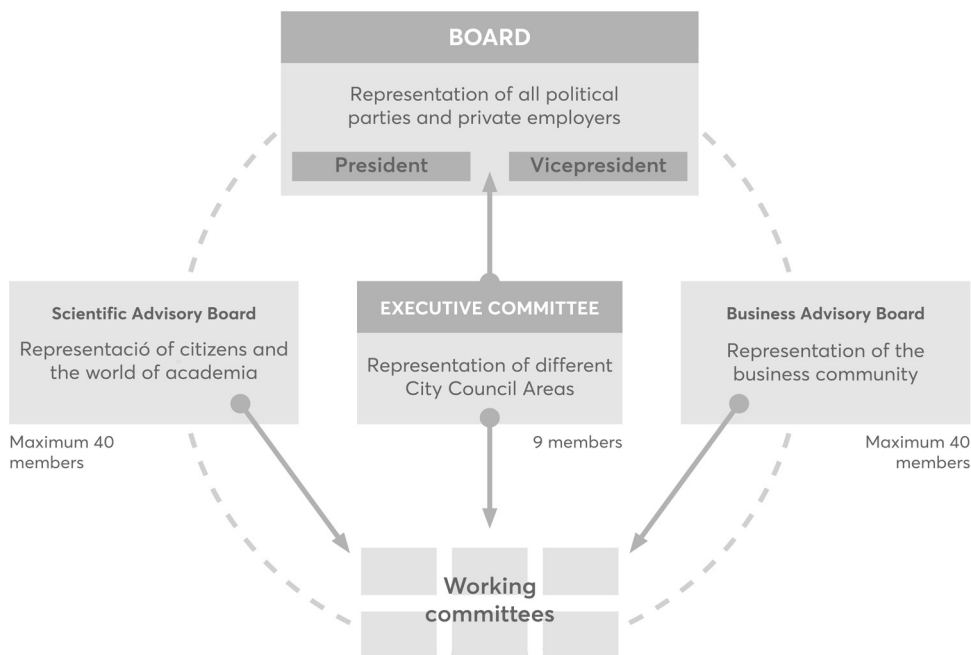 BOARD
Representation of all political
parties and private employers
President
Vicepresident
Scientific Advisory Board
Representació of citizens and
the world of academia
Maximum 40
members
EXECUTIVE COMMITTEE
Representation of different
City Council Areas
9 members
Business Advisory Board
Representation of the
business community
Maximum 40
members
Working
committees